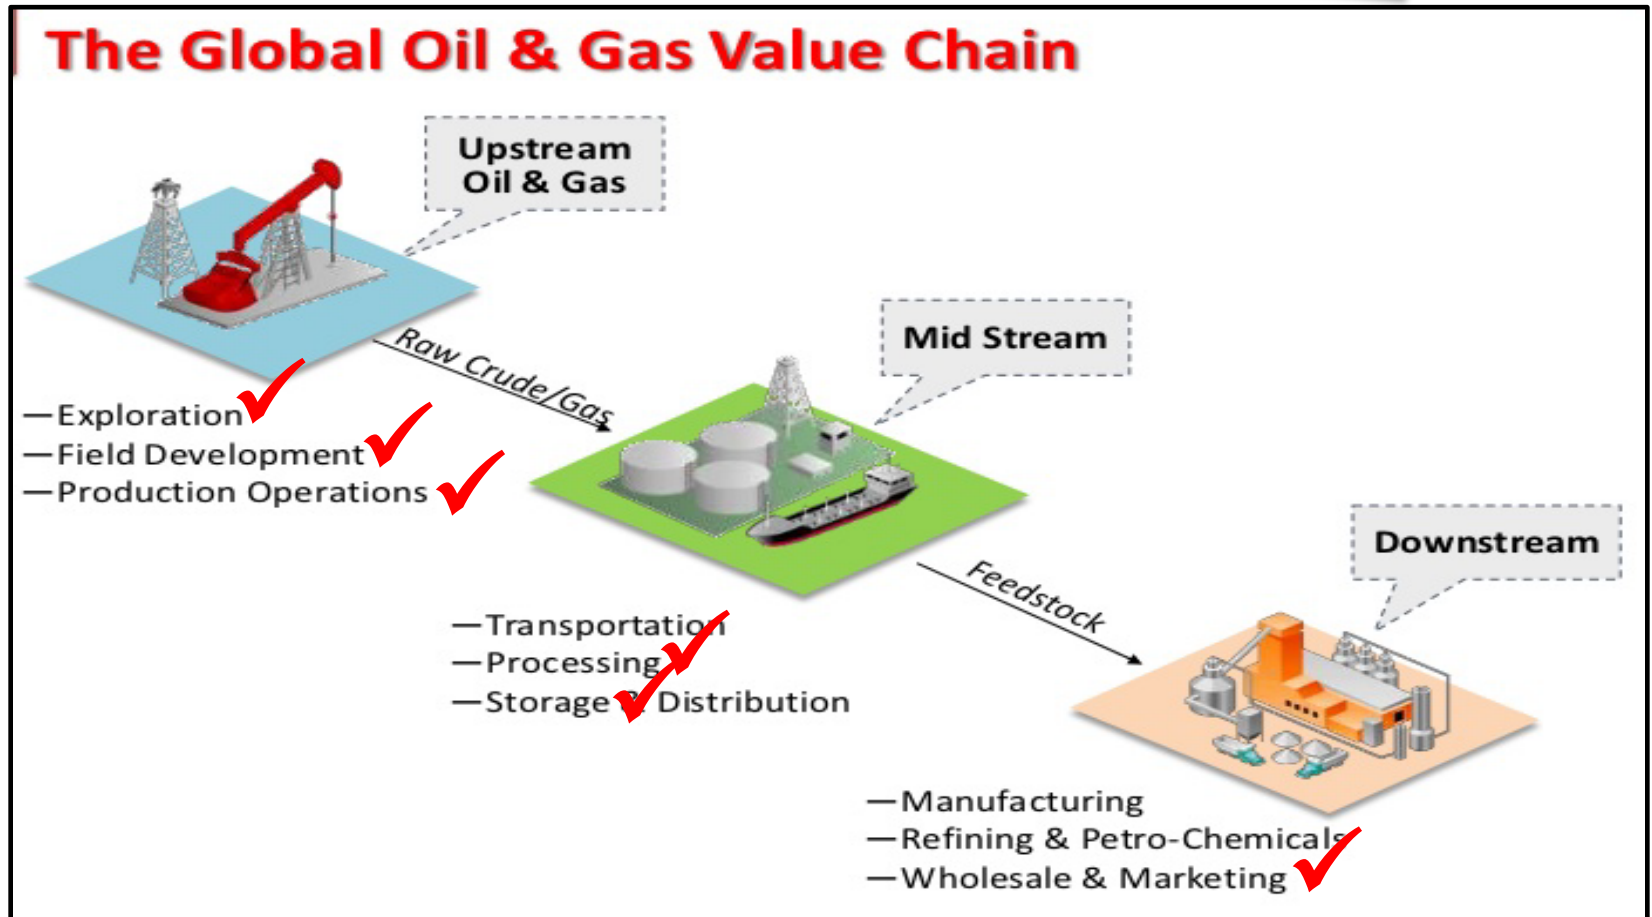 The Global Oil & Gas Value Chain
Upstream
Oil & Gas
Raw Crude/Gas
Mid Stream
—Exploration
—Field Development
—Production Operations
Feedstock
Downstream
—Transportation
—Processing
—Storage & Distribution
—Manufacturing
—Refining & Petro-Chemicals
—Wholesale & Marketing